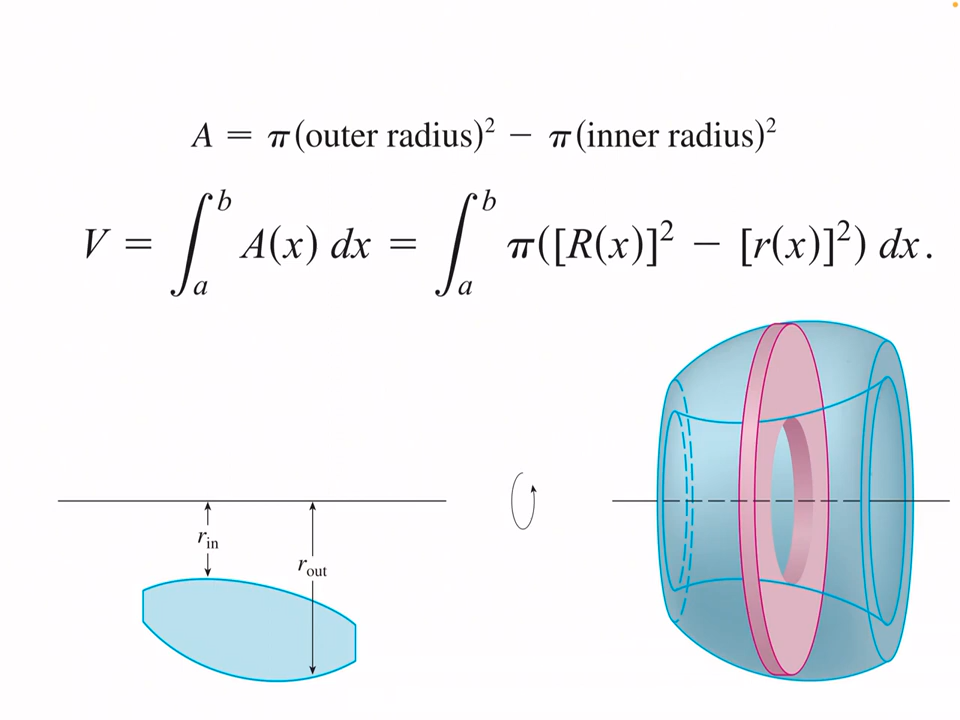 A = π(outer radius)² − π(inner radius)²
V = ∫ₐᵇ A(x) dx = ∫ₐᵇ π([R(x)]² − [r(x)]²) dx.
r_in
r_out